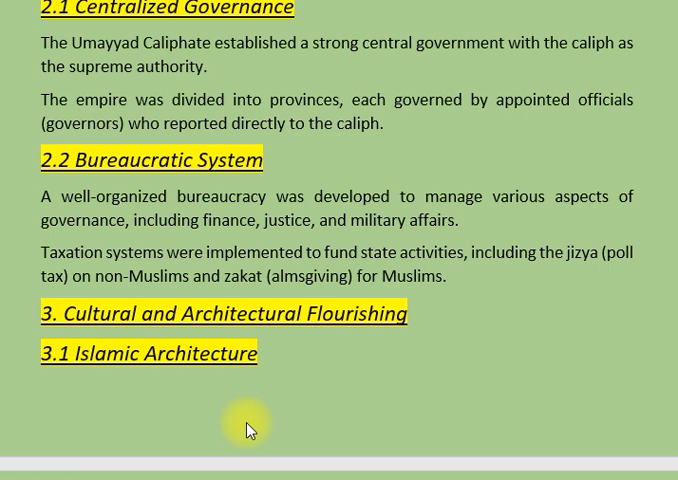 2.1 Centralized Governance
The Umayyad Caliphate established a strong central government with the caliph as
the supreme authority.
The empire was divided into provinces, each governed by appointed officials
(governors) who reported directly to the caliph.
2.2 Bureaucratic System
A well-organized bureaucracy was developed to manage various aspects of
governance, including finance, justice, and military affairs.
Taxation systems were implemented to fund state activities, including the jizya (poll
tax) on non-Muslims and zakat (almsgiving) for Muslims.
3. Cultural and Architectural Flourishing
3.1 Islamic Architecture